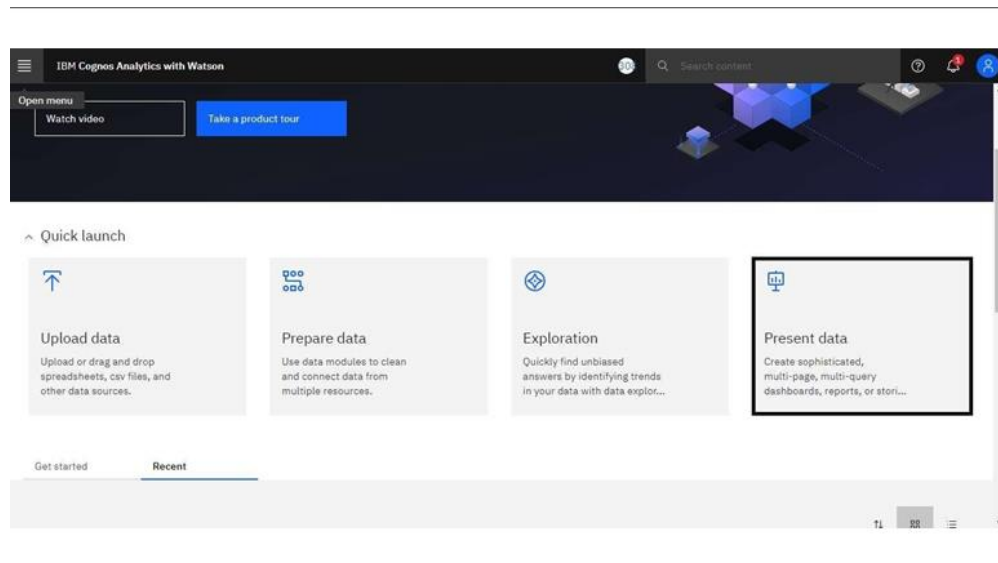 IBM Cognos Analytics with Watson
Search content
1
Open menu
Watch video
Take a product tour
Quick launch
Upload data
Upload or drag and drop
spreadsheets, csv files, and
other data sources.
Prepare data
Use data modules to clean
and connect data from
multiple resources.
Exploration
Quickly find unbiased
answers by identifying trends
in your data with data explor...
Present data
Create sophisticated,
multi-page, multi-query
dashboards, reports, or stori...
Get started
Recent